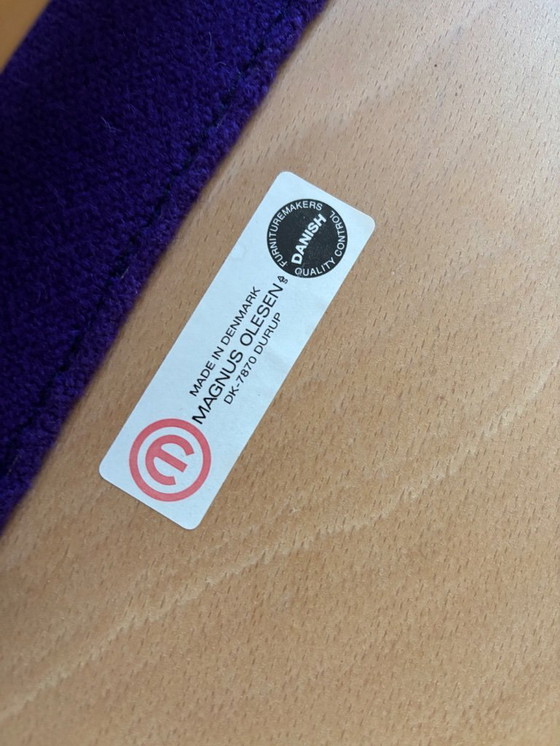 MADE IN DENMARK
MAGNUS OLESEN
DK-7870 DURUP
FURNITUREMAKERS
DANISH
QUALITY CONTROL